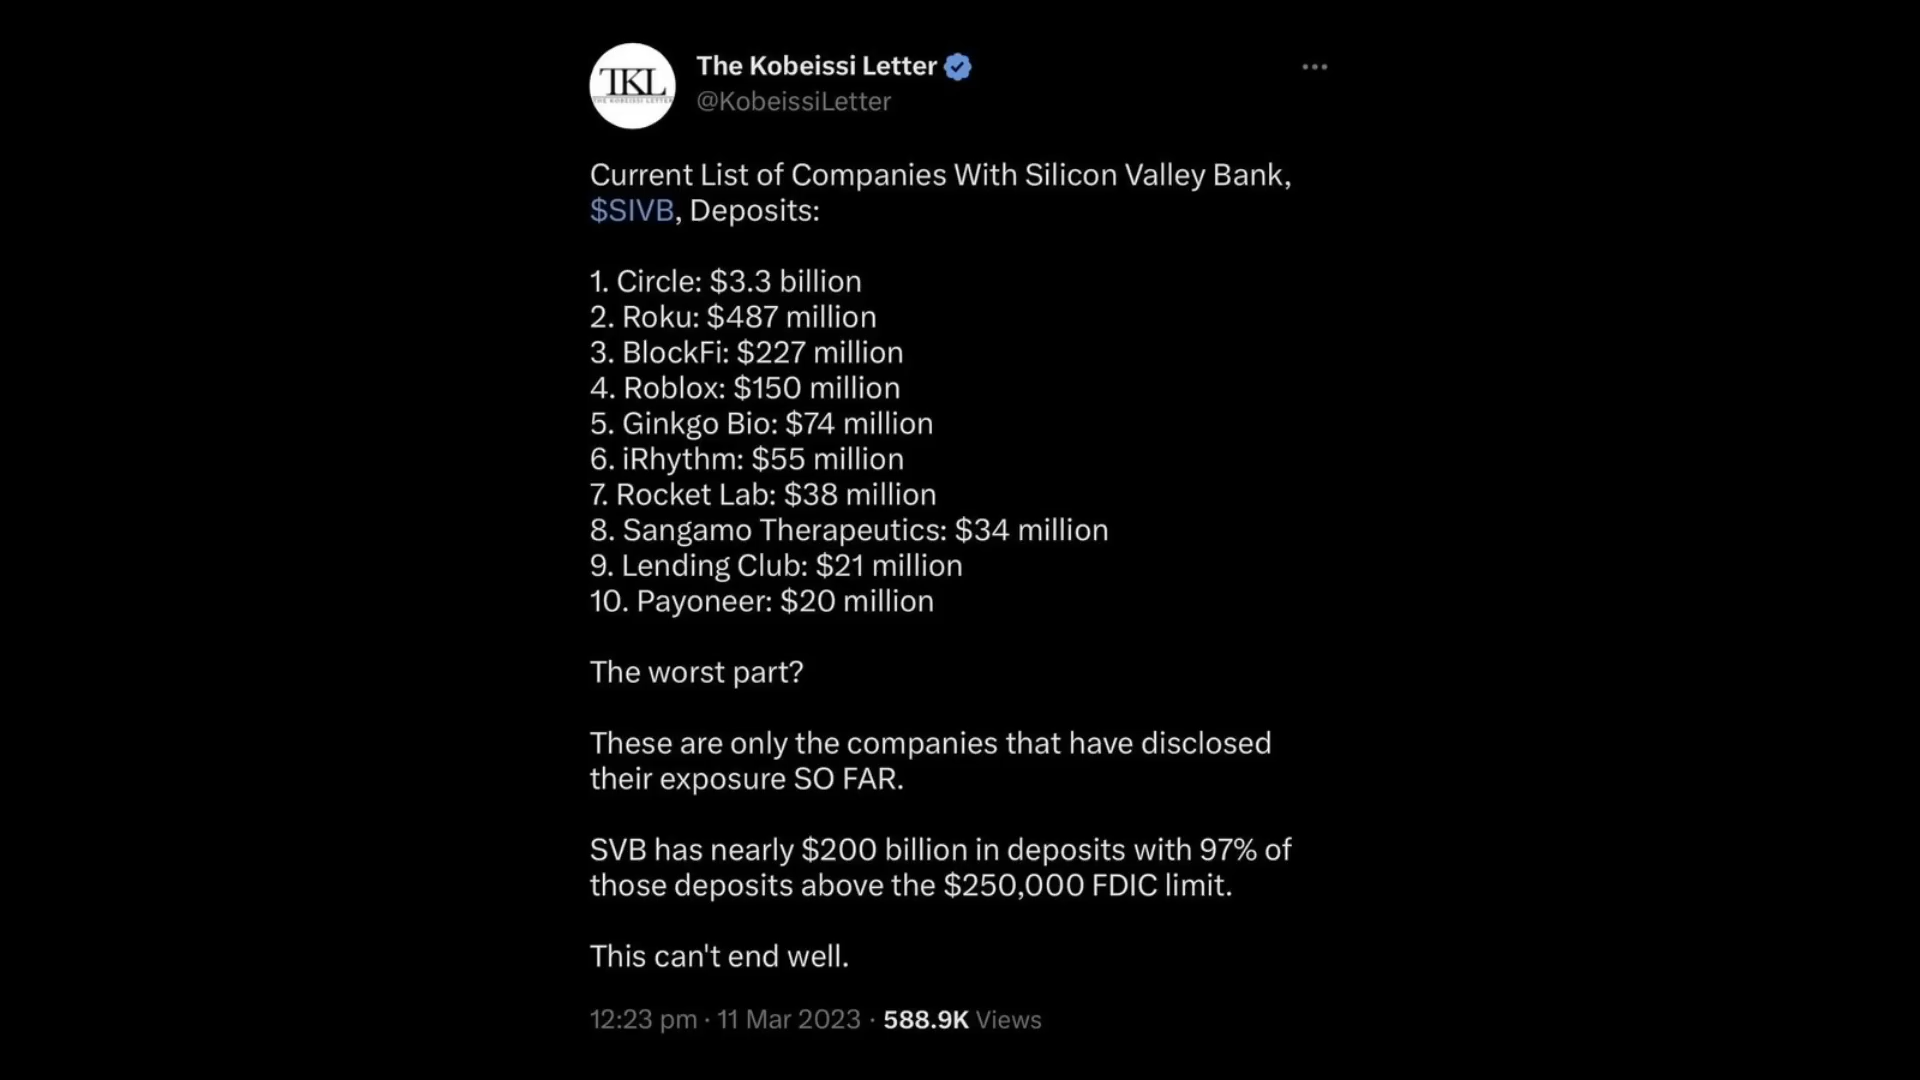 TKL
THE KOBEISSI LETTER
The Kobeissi Letter
@KobeissiLetter
Current List of Companies With Silicon Valley Bank,
$SIVB, Deposits:
1. Circle: $3.3 billion
2. Roku: $487 million
3. BlockFi: $227 million
4. Roblox: $150 million
5. Ginkgo Bio: $74 million
6. iRhythm: $55 million
7. Rocket Lab: $38 million
8. Sangamo Therapeutics: $34 million
9. Lending Club: $21 million
10. Payoneer: $20 million
The worst part?
These are only the companies that have disclosed
their exposure SO FAR.
SVB has nearly $200 billion in deposits with 97% of
those deposits above the $250,000 FDIC limit.
This can't end well.
12:23 pm · 11 Mar 2023 · 588.9K Views